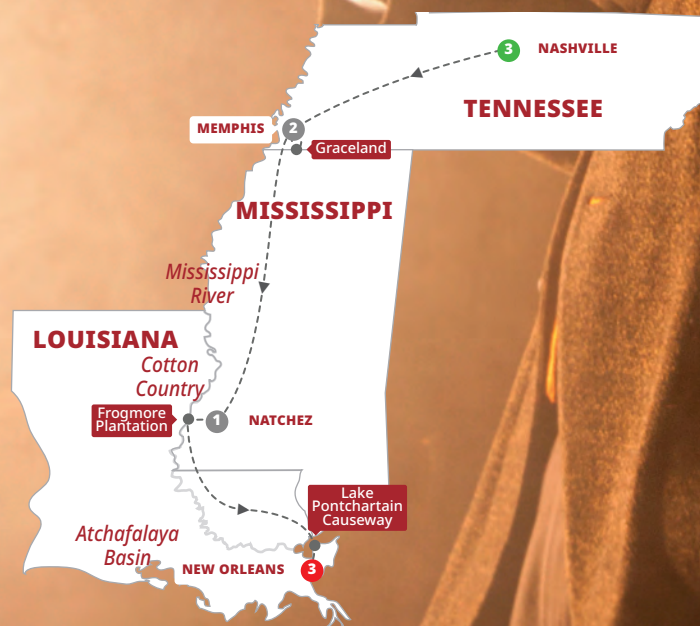 3
NASHVILLE
TENNESSEE
MEMPHIS
2
Graceland
MISSISSIPPI
Mississippi
River
LOUISIANA
Cotton
Country
Frogmore
Plantation
1
NATCHEZ
Lake
Pontchartain
Causeway
Atchafalaya
Basin
NEW ORLEANS
3